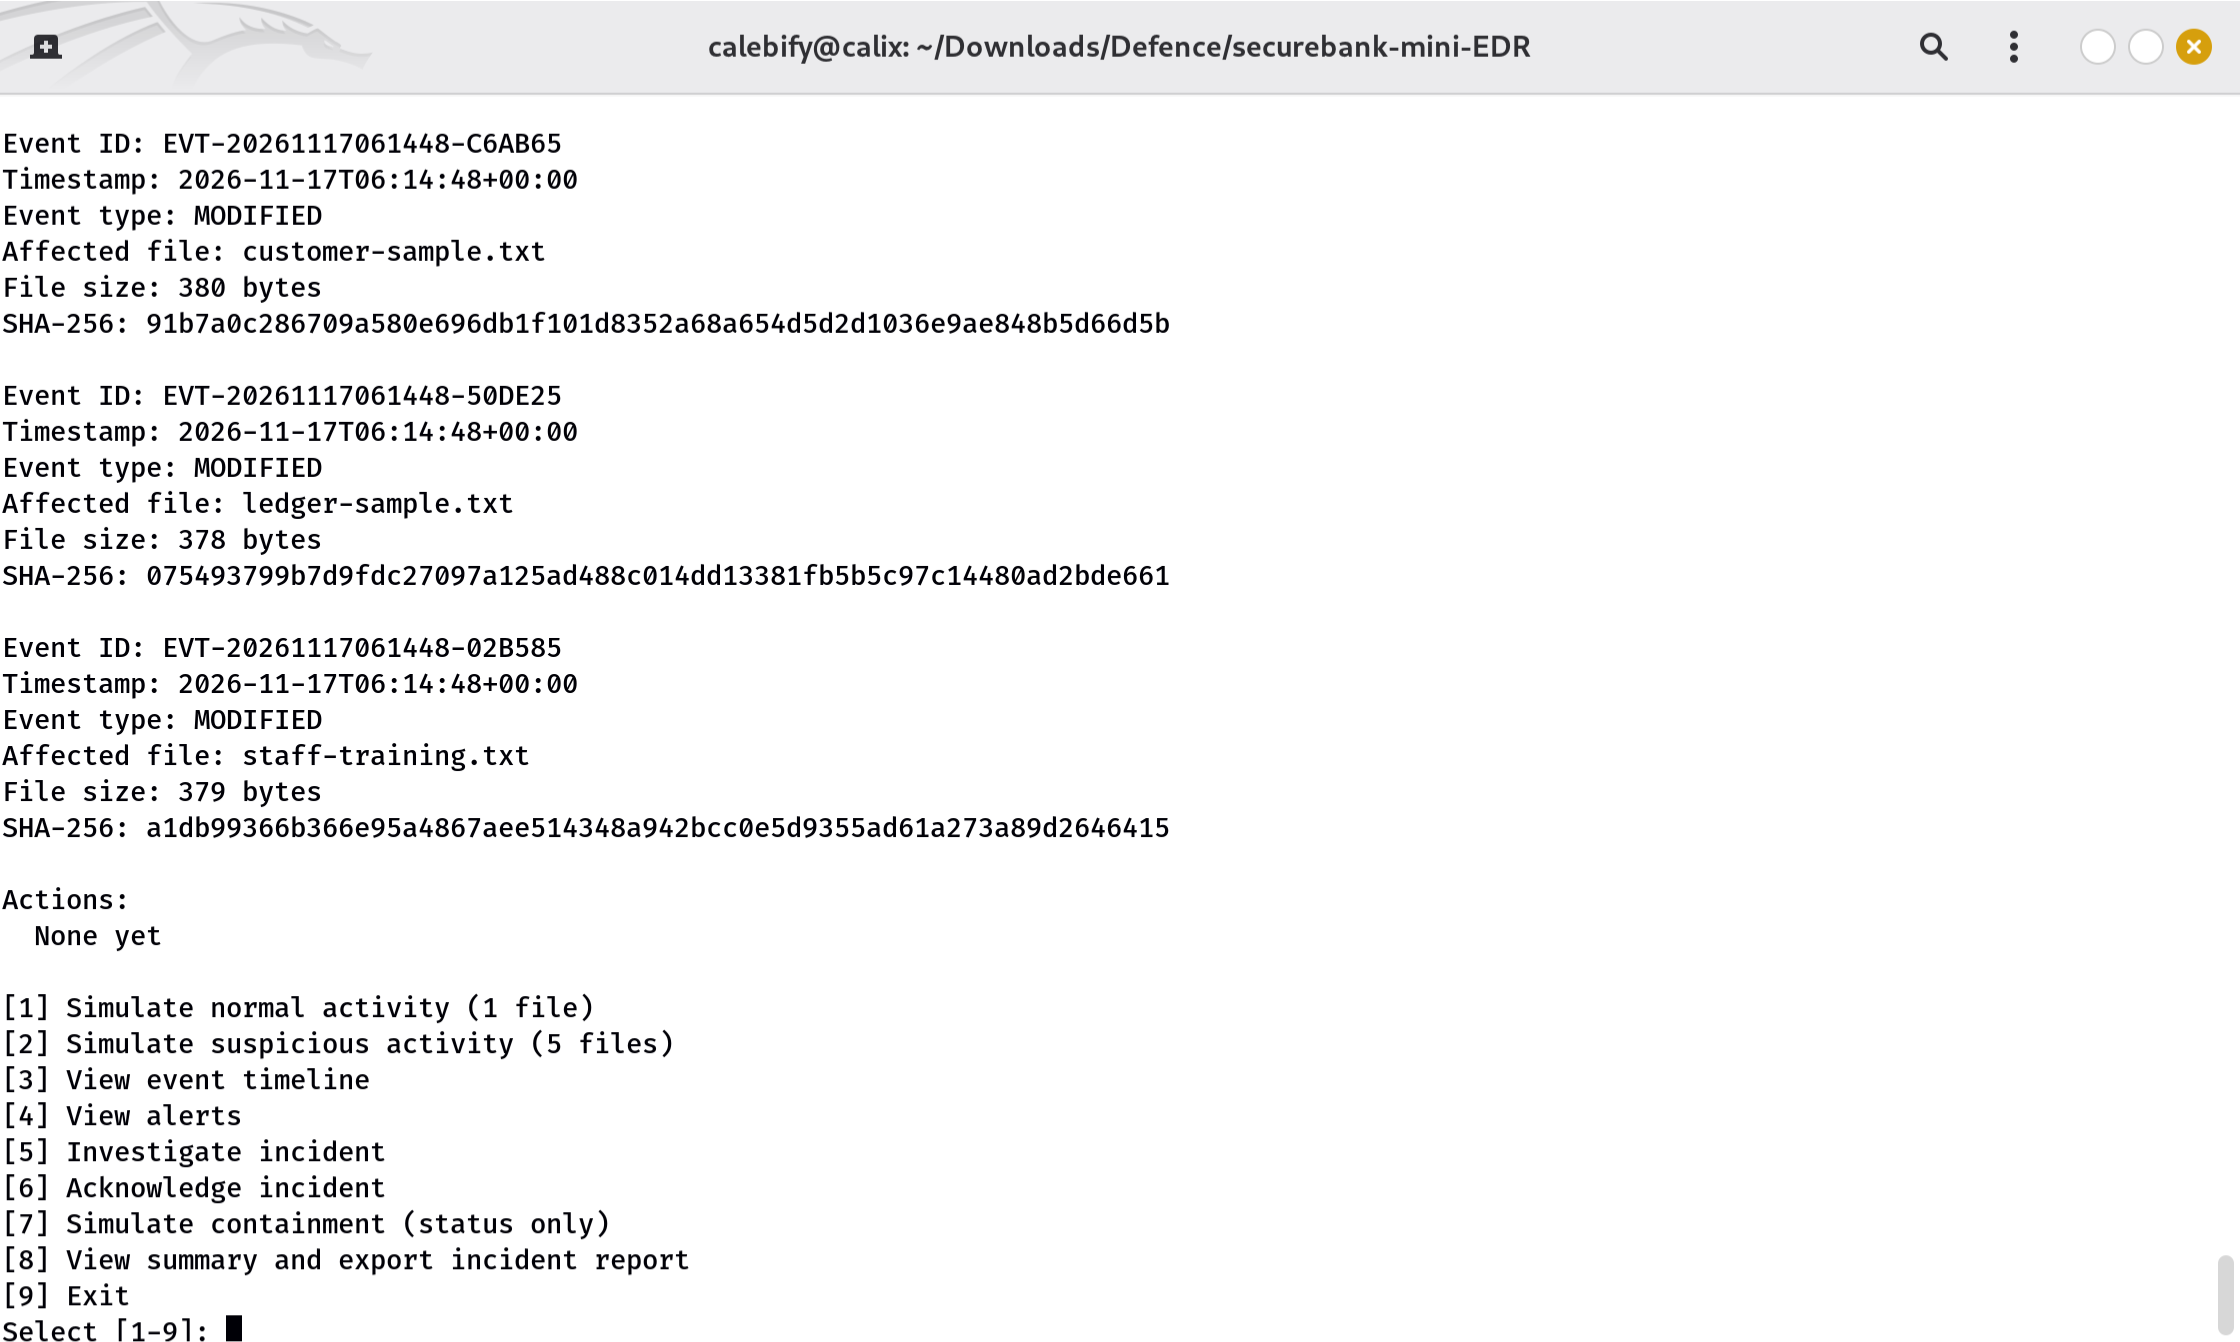 calebify@calix: ~/Downloads/Defence/securebank-mini-EDR
Event ID: EVT-20261117061448-C6AB65
Timestamp: 2026-11-17T06:14:48+00:00
Event type: MODIFIED
Affected file: customer-sample.txt
File size: 380 bytes
SHA-256: 91b7a0c286709a580e696db1f101d8352a68a654d5d2d1036e9ae848b5d66d5b
Event ID: EVT-20261117061448-50DE25
Timestamp: 2026-11-17T06:14:48+00:00
Event type: MODIFIED
Affected file: ledger-sample.txt
File size: 378 bytes
SHA-256: 075493799b7d9fdc27097a125ad488c014dd13381fb5b5c97c14480ad2bde661
Event ID: EVT-20261117061448-02B585
Timestamp: 2026-11-17T06:14:48+00:00
Event type: MODIFIED
Affected file: staff-training.txt
File size: 379 bytes
SHA-256: a1db99366b366e95a4867aee514348a942bcc0e5d9355ad61a273a89d2646415
Actions:
None yet
[1] Simulate normal activity (1 file)
[2] Simulate suspicious activity (5 files)
[3] View event timeline
[4] View alerts
[5] Investigate incident
[6] Acknowledge incident
[7] Simulate containment (status only)
[8] View summary and export incident report
[9] Exit
Select [1-9]: